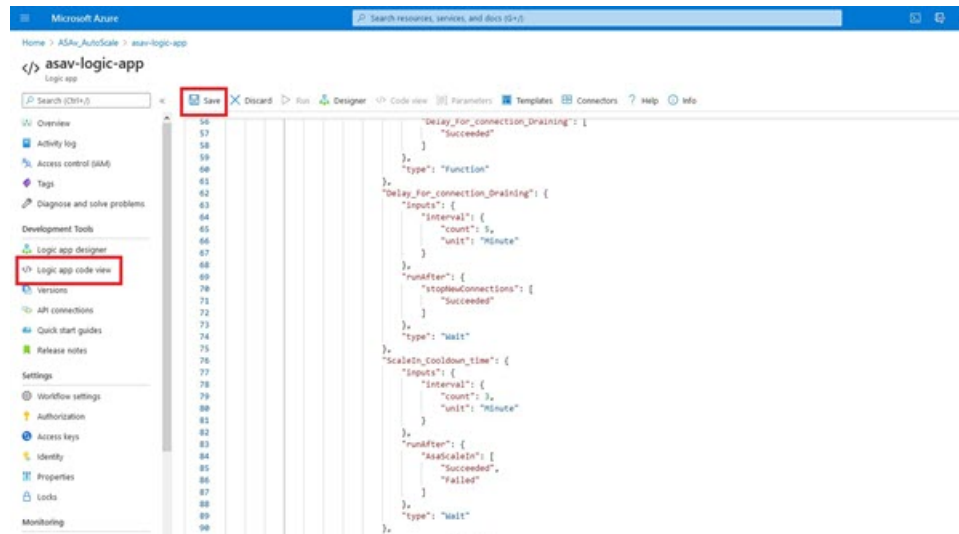 Microsoft Azure
Search resources, services, and docs (G+/)
Home > ASAv_AutoScale > asav-logic-app
</> asav-logic-app
Logic app
Search (Ctrl+/)
«
Save Discard Run Designer </> Code view Parameters Templates Connectors ? Help Info
Overview
Activity log
Access control (IAM)
Tags
Diagnose and solve problems
Development Tools
Logic app designer
</> Logic app code view
Versions
API connections
Quick start guides
Release notes
Settings
Workflow settings
Authorization
Access keys
Identity
Properties
Locks
Monitoring
56 "Delay_For_connection_Draining": [
57 "Succeeded"
58 ]
59 },
60 "type": "Function"
61 },
62 "Delay_For_connection_Draining": {
63 "inputs": {
64 "interval": {
65 "count": 5,
66 "unit": "Minute"
67 }
68 },
69 "runAfter": {
70 "stopNewConnections": [
71 "Succeeded"
72 ]
73 },
74 "type": "Wait"
75 },
76 "ScaleIn_Cooldown_time": {
77 "inputs": {
78 "interval": {
79 "count": 3,
80 "unit": "Minute"
81 }
82 },
83 "runAfter": {
84 "AsaScaleIn": [
85 "Succeeded",
86 "Failed"
87 ]
88 },
89 "type": "Wait"
90 },